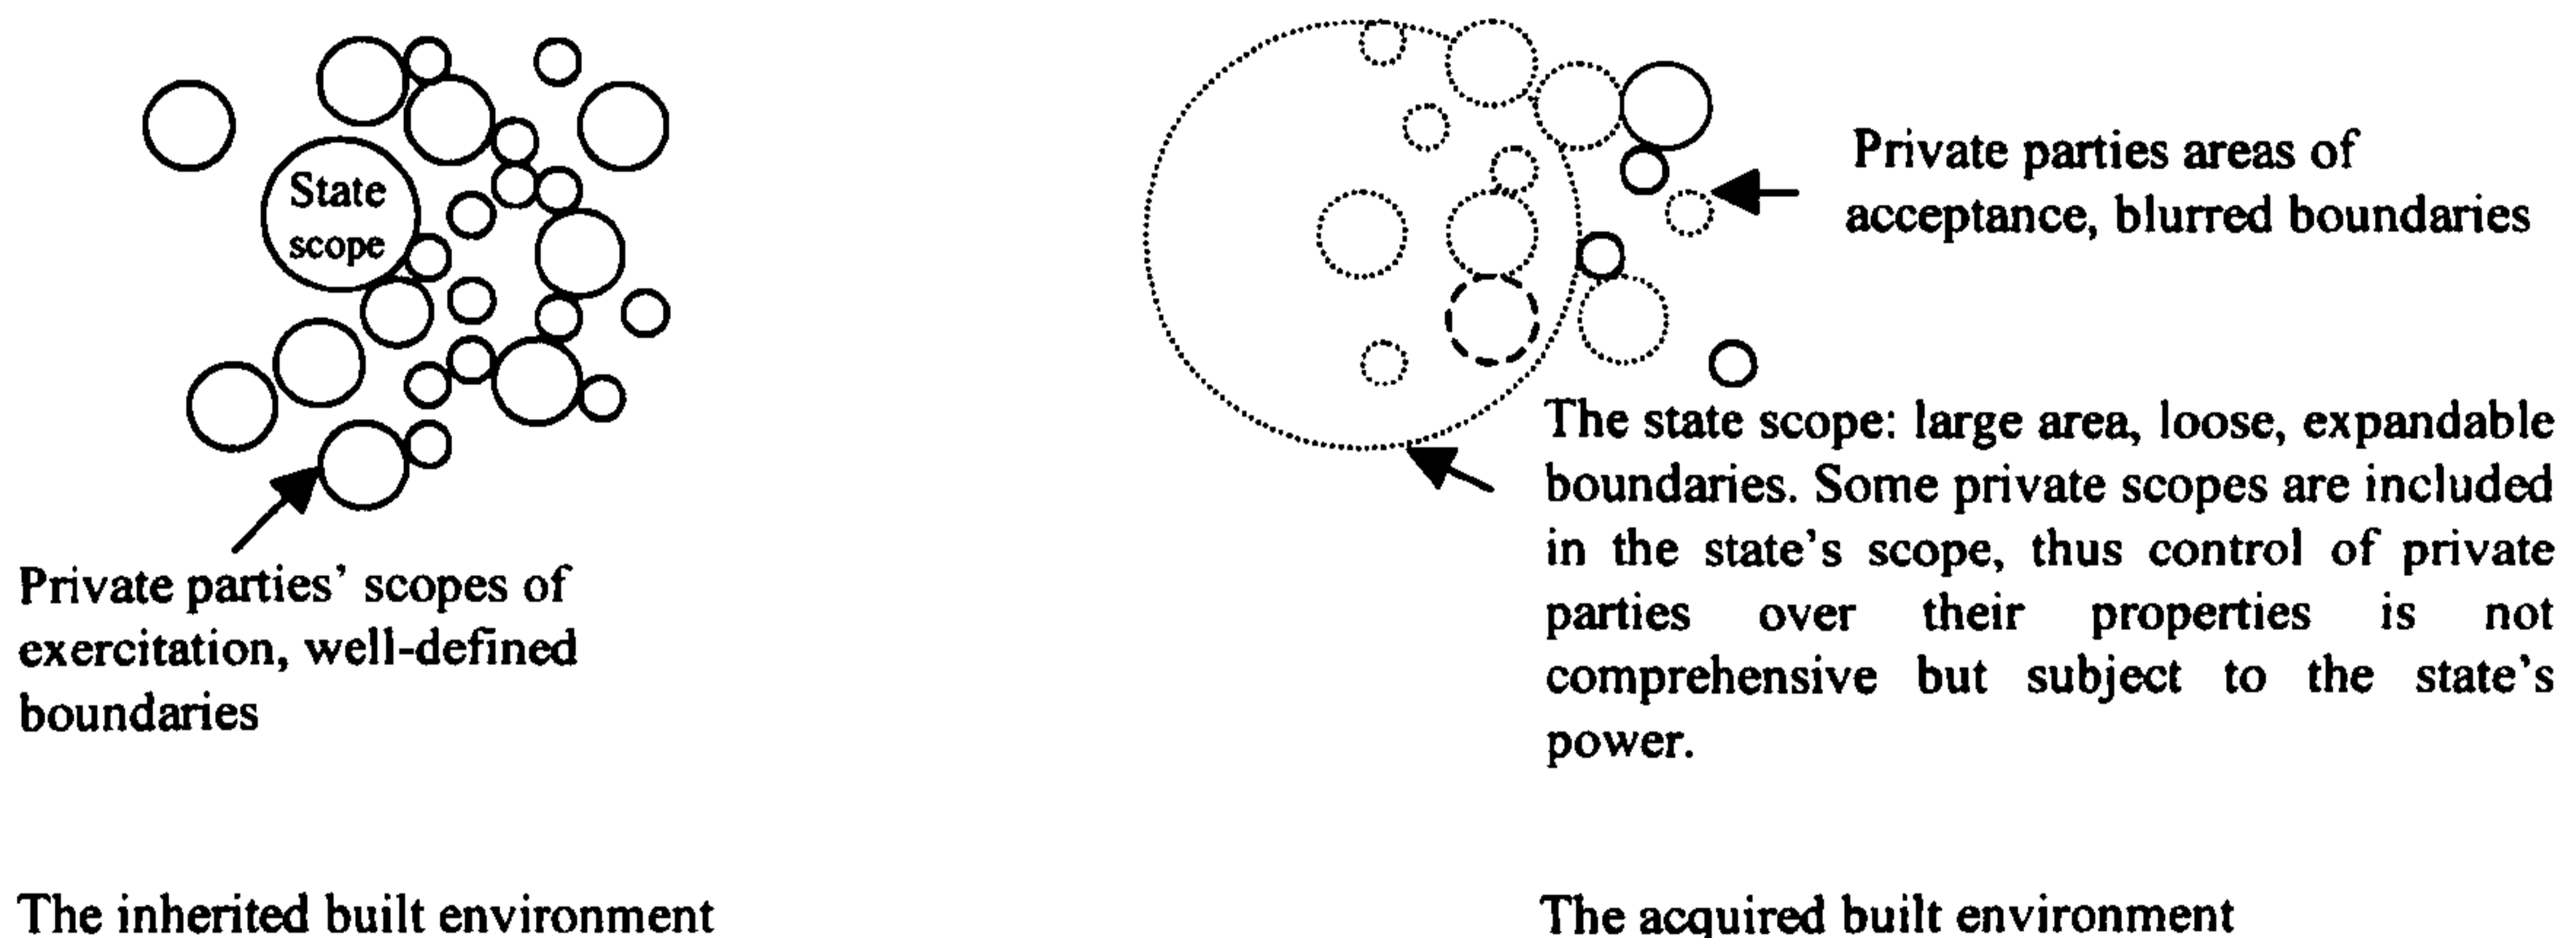 State
scope
Private parties' scopes of
exercitation, well-defined
boundaries
The inherited built environment
Private parties areas of
acceptance, blurred boundaries
The state scope: large area, loose, expandable
boundaries. Some private scopes are included
in the state's scope, thus control of private
parties over their properties is not
comprehensive but subject to the state's
power.
The acquired built environment